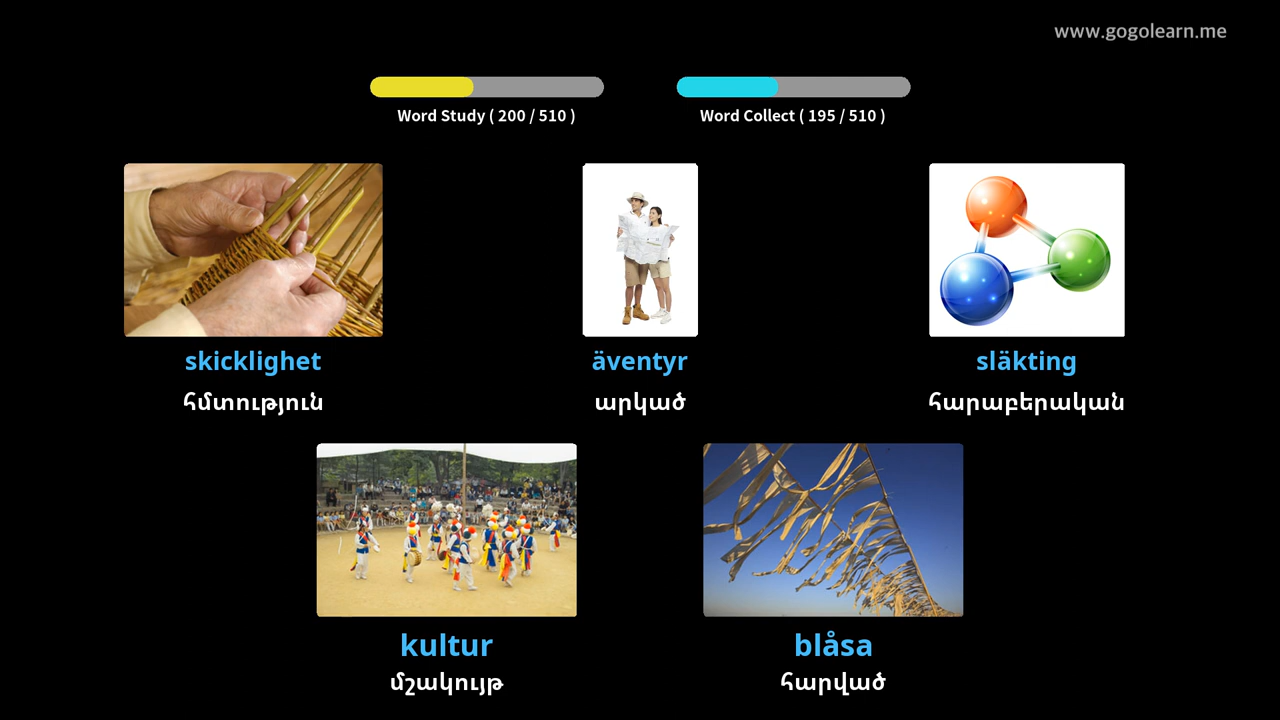 www.gogolearn.me
Word Study ( 200 / 510 )
Word Collect ( 195 / 510 )
skicklighet
äventyr
släkting
հմտություն
արկած
հարաբերական
kultur
blåsa
մշակույթ
հարված